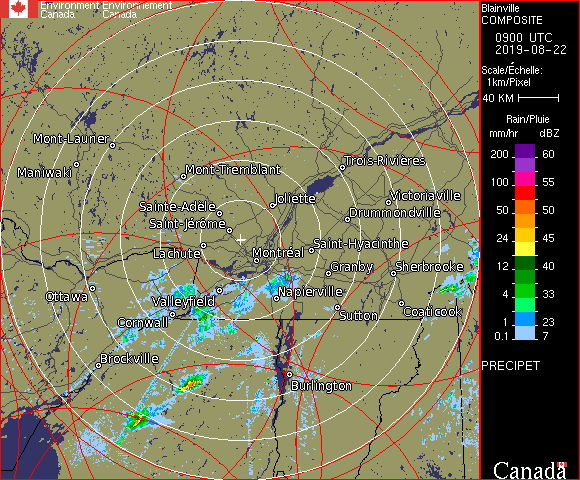 Environment Environnement
Canada Canada
Blainville
COMPOSITE
0900 UTC
2019-08-22
Scale/Échelle:
1km/Pixel
40 KM
Rain/Pluie
mm/hr dBZ
200 60
100 55
50 50
24 45
12 40
4 33
2 23
0.1 7
PRECIPET
Canada
Mont-Laurier
Maniwaki
Mont-Tremblant
Trois-Rivières
Joliette
Victoriaville
Sainte-Adèle
Drummondville
Saint-Jérôme
Saint-Hyacinthe
Lachute
Montréal
Granby
Sherbrooke
Ottawa
Valleyfield
Napierville
Cornwall
Sutton
Coaticook
Brockville
Burlington